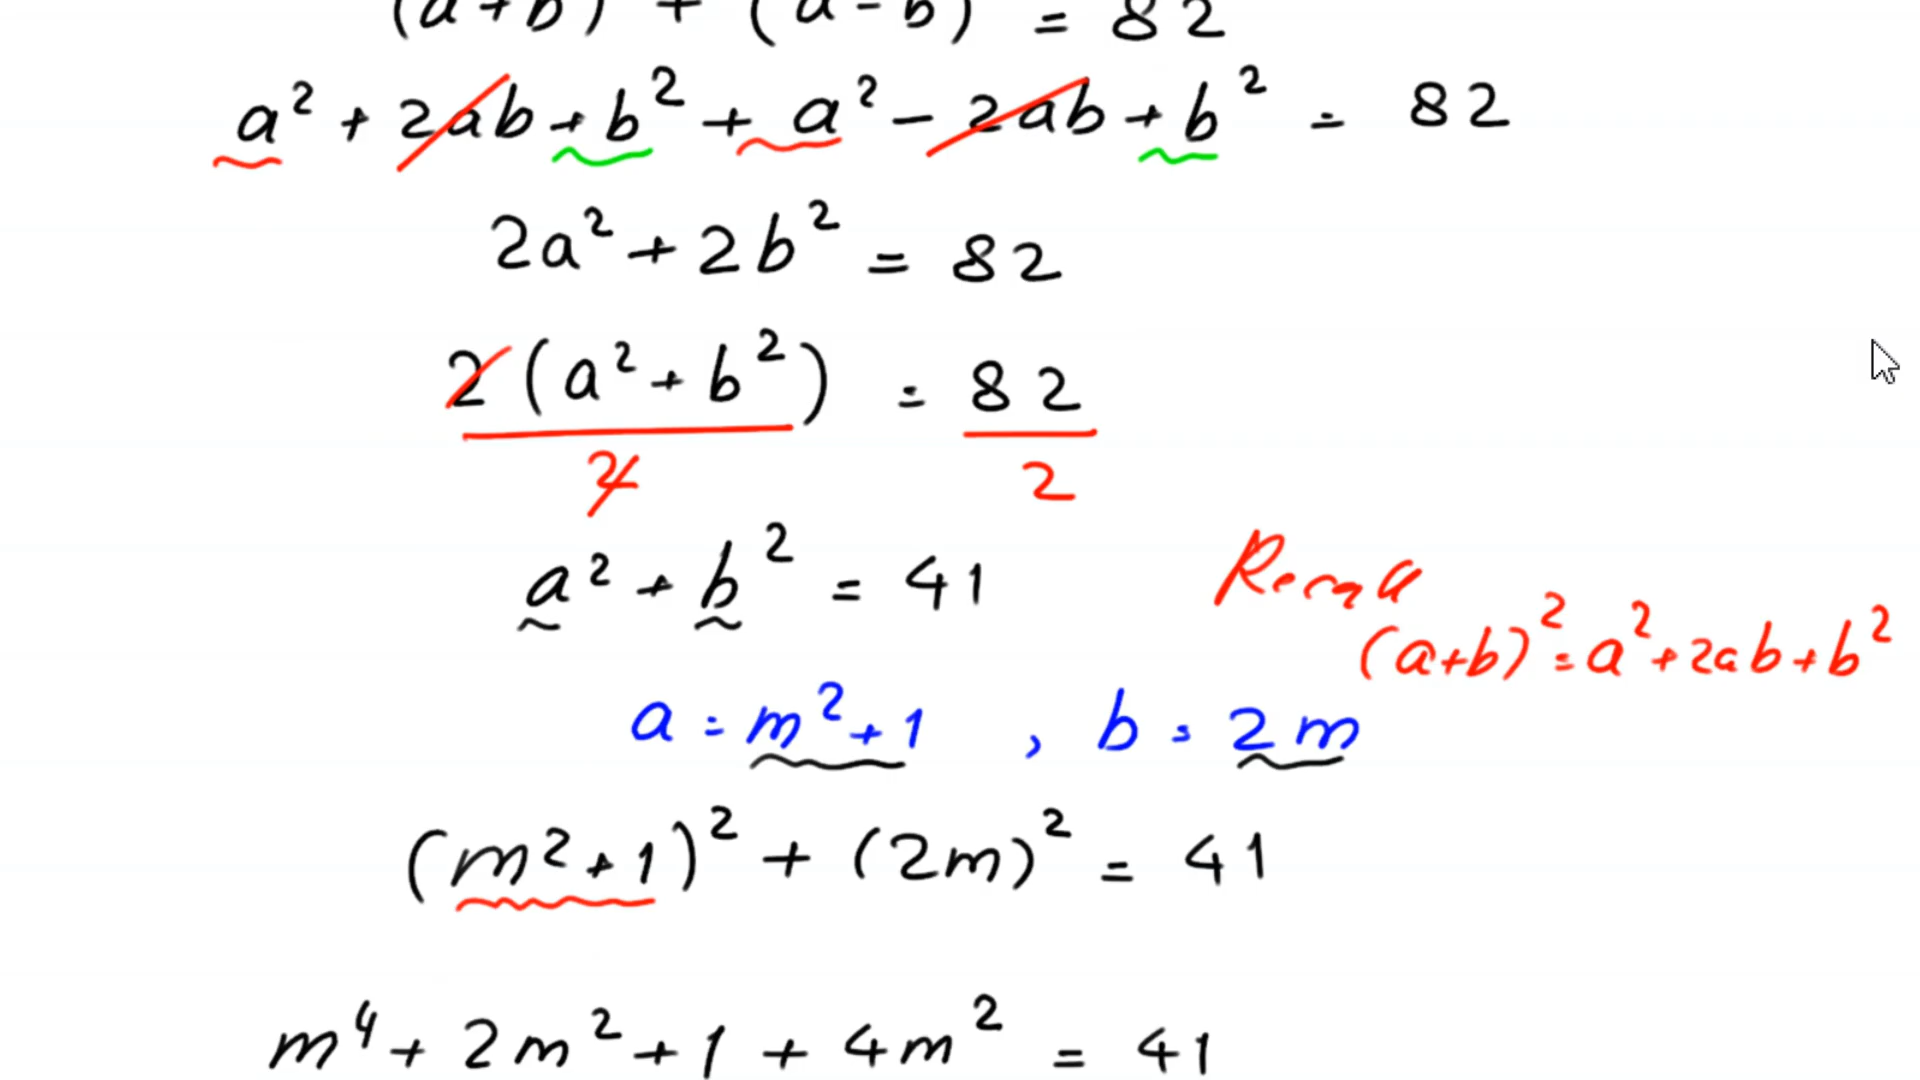 (a+b) + (a-b) = 82
a² + 2ab + b² + a² - 2ab + b² = 82
2a² + 2b² = 82
2(a² + b²) = 82
2 2
a² + b² = 41
Recall
(a+b)² = a² + 2ab + b²
a = m² + 1 , b = 2m
(m² + 1)² + (2m)² = 41
m⁴ + 2m² + 1 + 4m² = 41